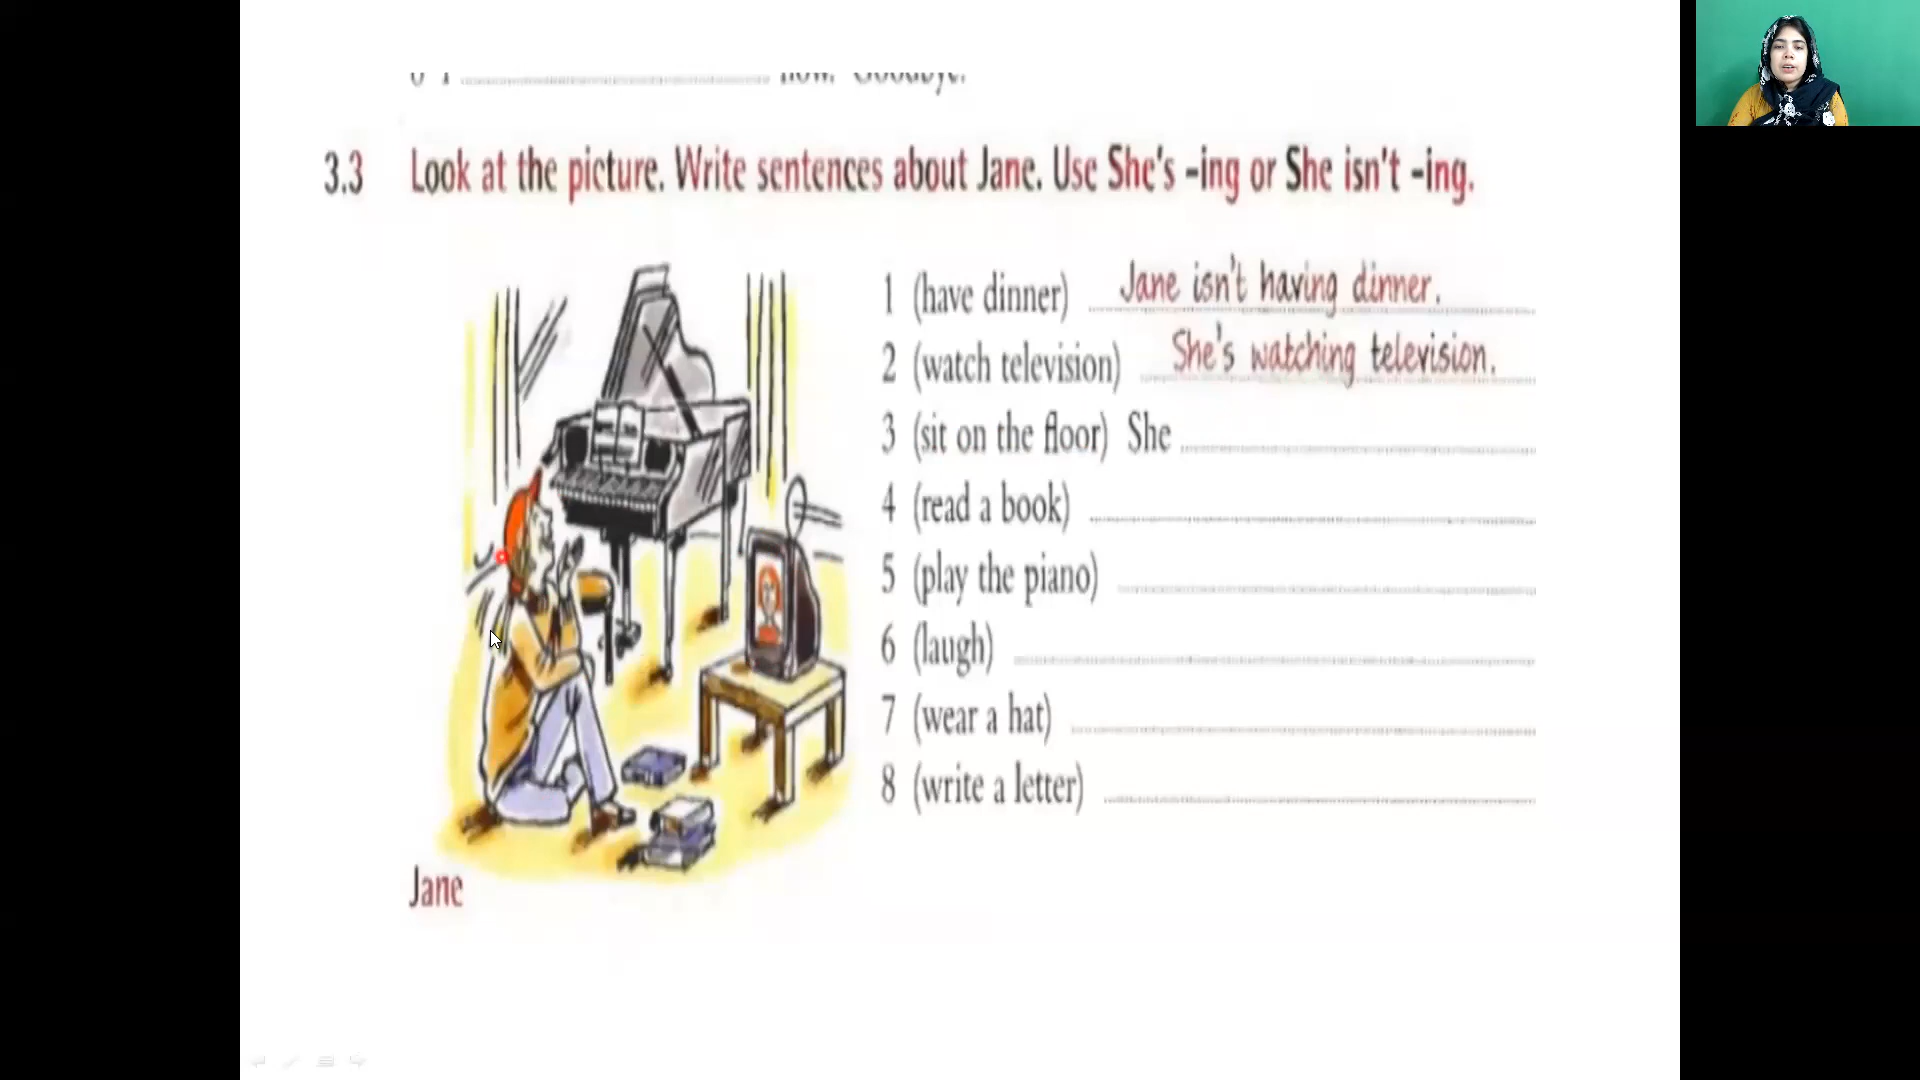 now. Goodbye.
3.3 Look at the picture. Write sentences about Jane. Use She's -ing or She isn't -ing.
1 (have dinner) Jane isn't having dinner.
2 (watch television) She's watching television.
3 (sit on the floor) She
4 (read a book)
5 (play the piano)
6 (laugh)
7 (wear a hat)
8 (write a letter)
Jane